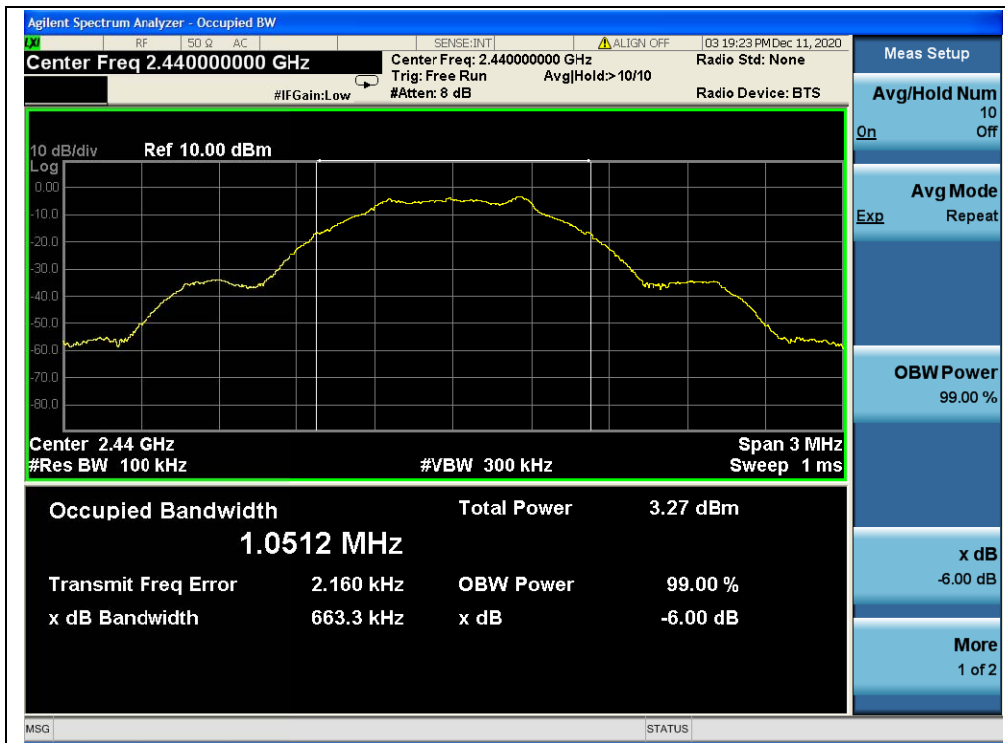 Agilent Spectrum Analyzer - Occupied BW
LXI RF 50 Ω AC SENSE:INT ALIGN OFF 03 19:23 PM Dec 11, 2020
Center Freq 2.440000000 GHz
Center Freq: 2.440000000 GHz
Radio Std: None
Trig: Free Run Avg|Hold:>10/10
#IFGain:Low #Atten: 8 dB Radio Device: BTS
10 dB/div Ref 10.00 dBm
Log
0.00
-10.0
-20.0
-30.0
-40.0
-50.0
-60.0
-70.0
-80.0
Center 2.44 GHz Span 3 MHz
#Res BW 100 kHz #VBW 300 kHz Sweep 1 ms
Occupied Bandwidth Total Power 3.27 dBm
1.0512 MHz
Transmit Freq Error 2.160 kHz OBW Power 99.00 %
x dB Bandwidth 663.3 kHz x dB -6.00 dB
MSG STATUS
Meas Setup
Avg/Hold Num
10
On Off
Avg Mode
Exp Repeat
OBW Power
99.00 %
x dB
-6.00 dB
More
1 of 2